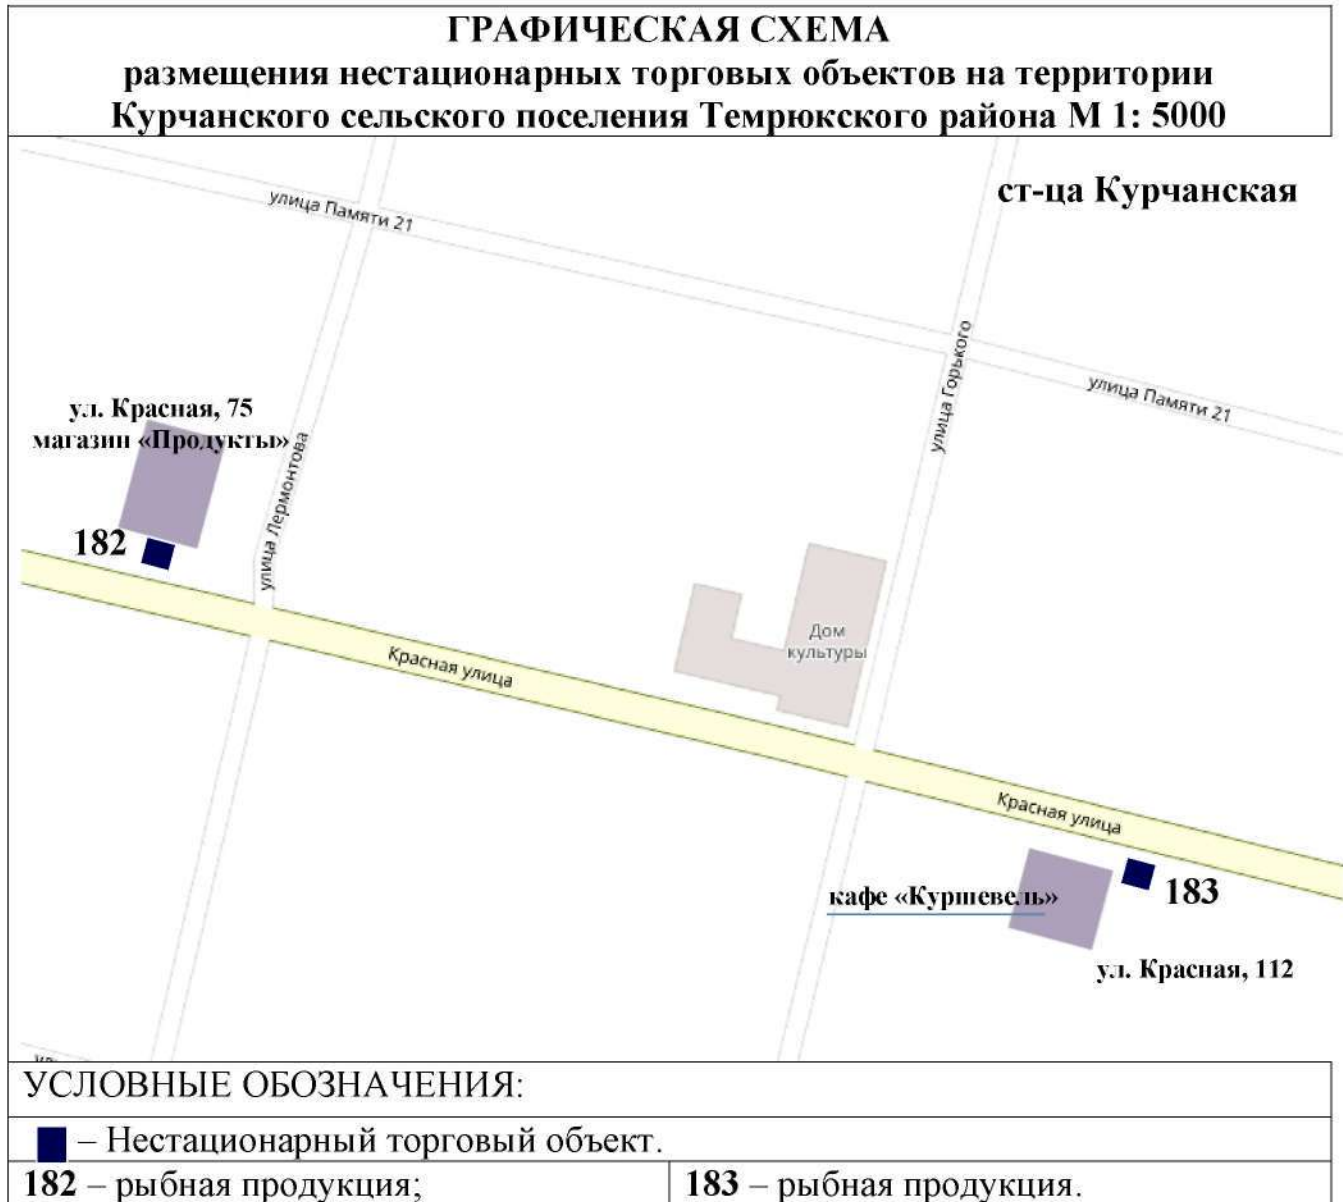 ГРАФИЧЕСКАЯ СХЕМА
размещения нестационарных торговых объектов на территории
Курчанского сельского поселения Темрюкского района М 1: 5000
ст-ца Курчанская
улица Памяти 21
улица Горького
улица Памяти 21
ул. Красная, 75
магазин «Продукты»
улица Лермонтова
182
Дом
культуры
Красная улица
Красная улица
кафе «Куршевель»
183
ул. Красная, 112
УСЛОВНЫЕ ОБОЗНАЧЕНИЯ:
– Нестационарный торговый объект.
182 – рыбная продукция;
183 – рыбная продукция.